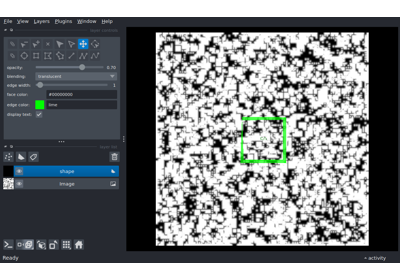 File View Layers Plugins Window Help
opacity: 0.70
blending: translucent
edge width: 1
face color: #00000000
edge color: lime
display text: ✓
shape
Image
Ready activity